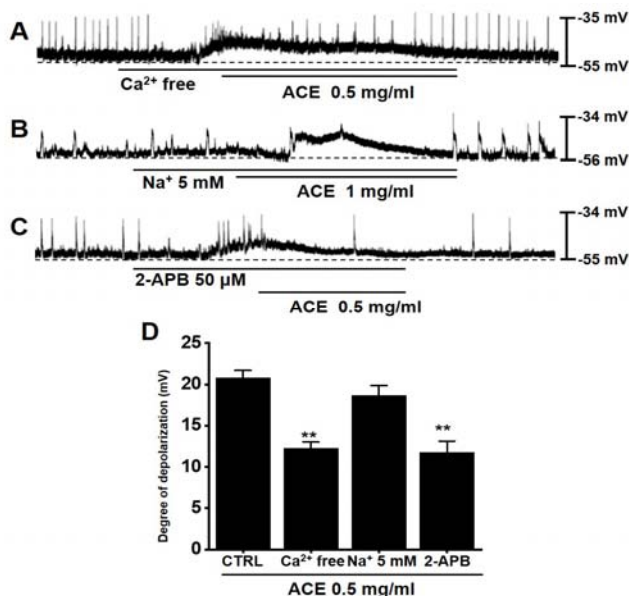 A
-35 mV
-55 mV
Ca²⁺ free
ACE 0.5 mg/ml
B
-34 mV
-56 mV
Na⁺ 5 mM
ACE 1 mg/ml
C
-34 mV
-55 mV
2-APB 50 µM
ACE 0.5 mg/ml
D
Degree of depolarization (mV)
25
20
15
10
5
0
**
**
CTRL Ca²⁺ free Na⁺ 5 mM 2-APB
ACE 0.5 mg/ml